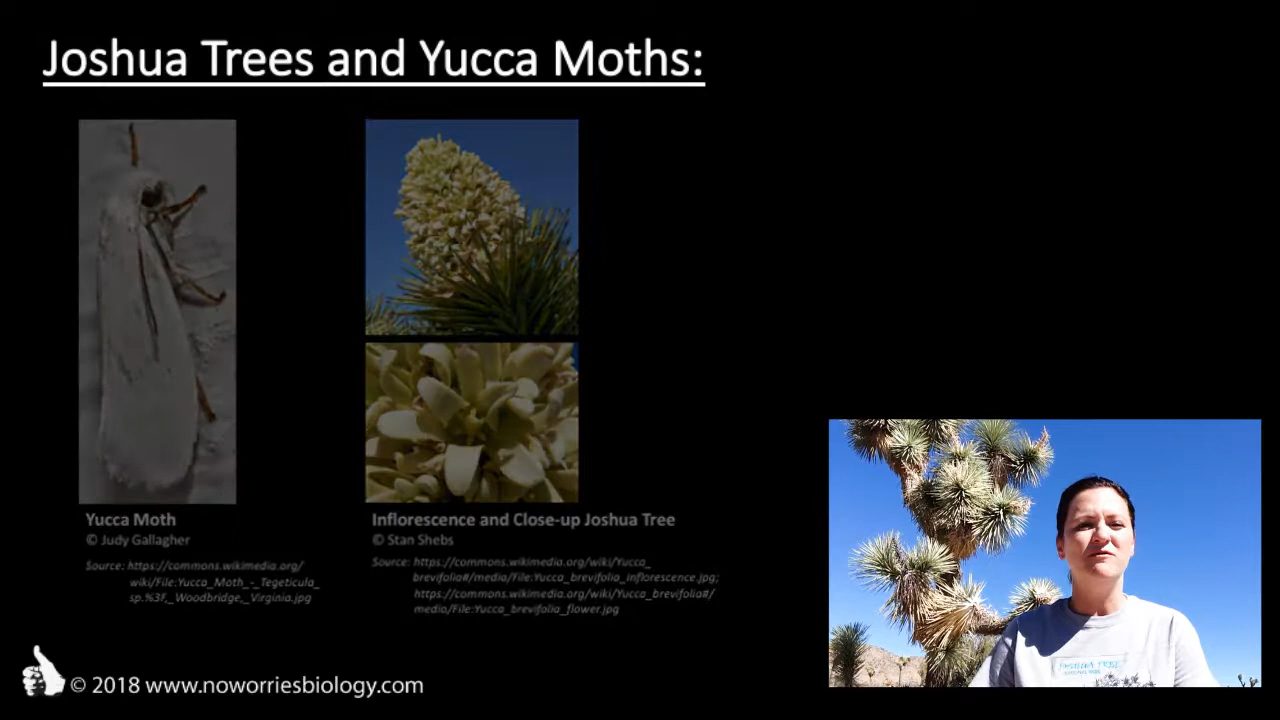 Joshua Trees and Yucca Moths:
Yucca Moth
© Judy Gallagher
Source: https://commons.wikimedia.org/
wiki/File:Yucca_Moth_-_Tegeticula_
sp.%3F,_Woodbridge,_Virginia.jpg
Inflorescence and Close-up Joshua Tree
© Stan Shebs
Source: https://commons.wikimedia.org/wiki/Yucca_
brevifolia#/media/File:Yucca_brevifolia_inflorescence.jpg;
https://commons.wikimedia.org/wiki/Yucca_brevifolia#/
media/File:Yucca_brevifolia_flower.jpg
JOSHUA TREE
© 2018 www.noworriesbiology.com